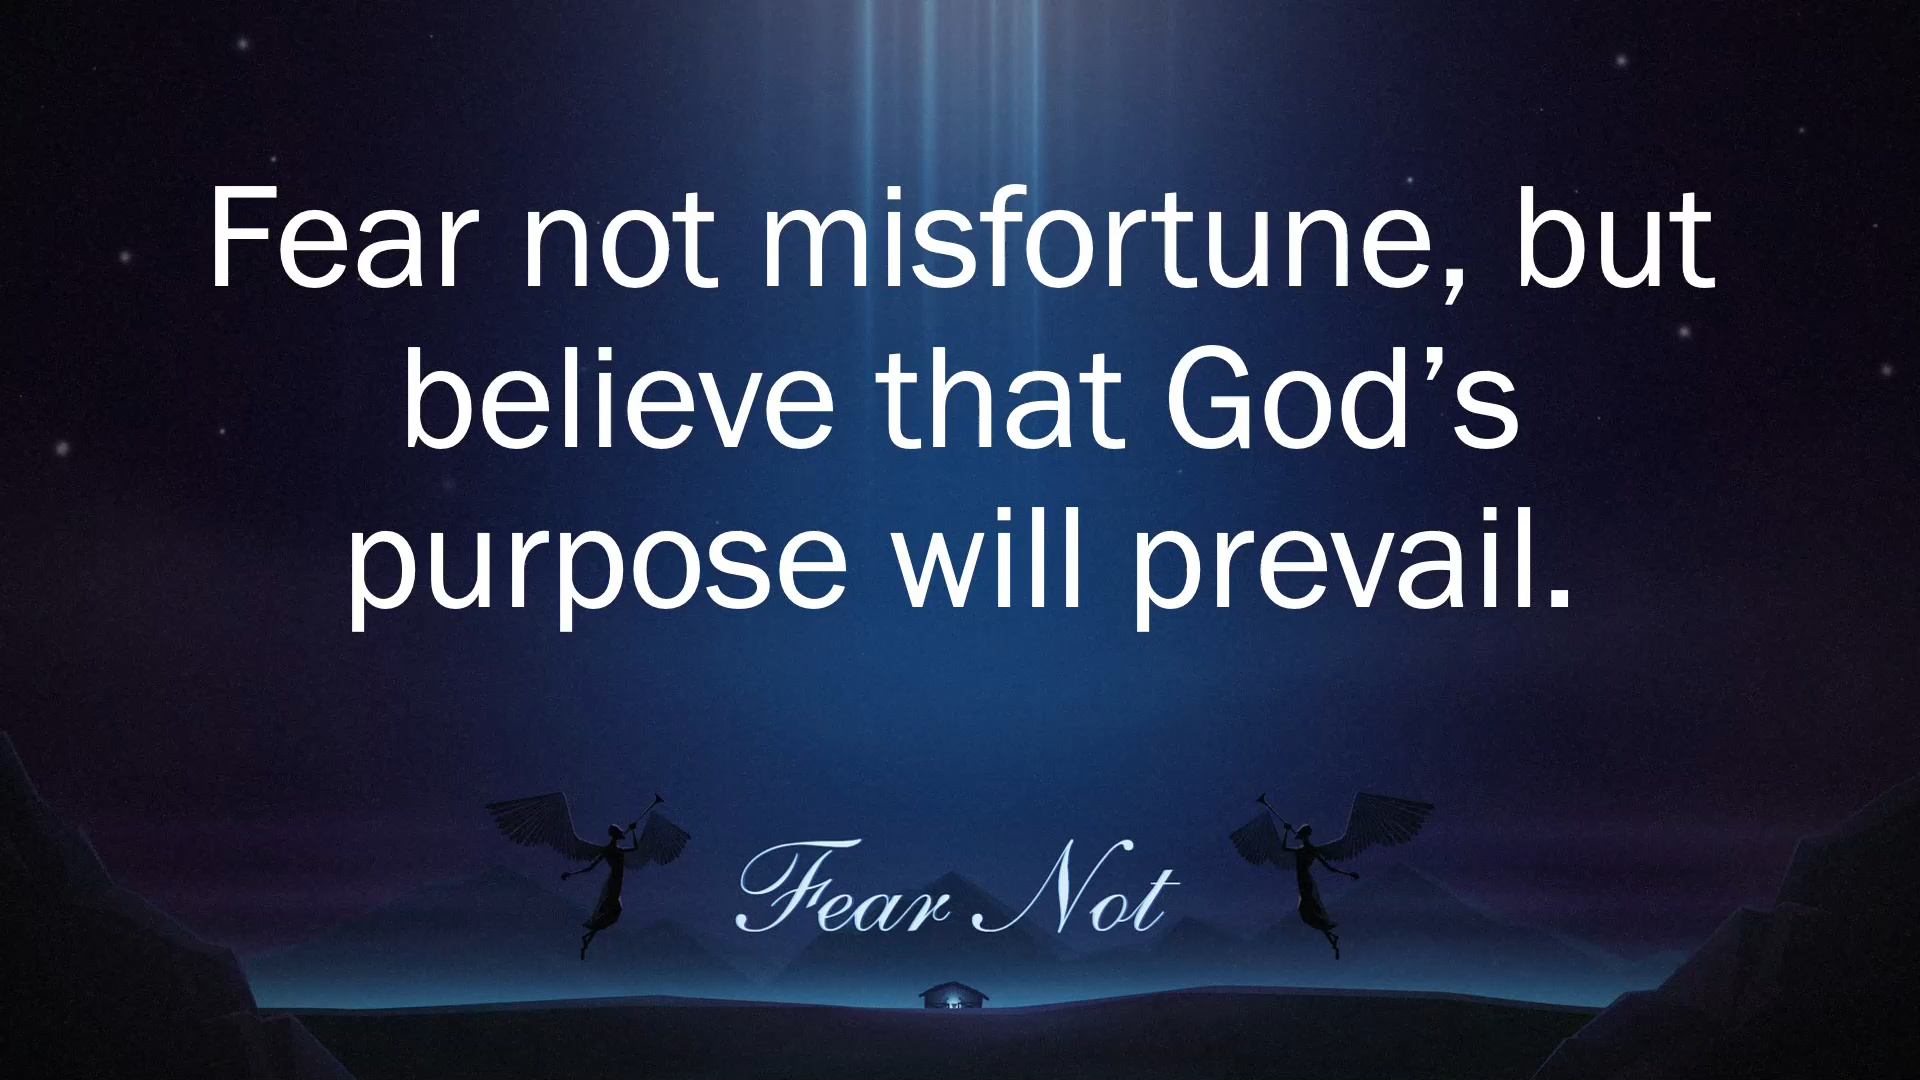 Fear not misfortune, but
believe that God’s
purpose will prevail.
Fear Not